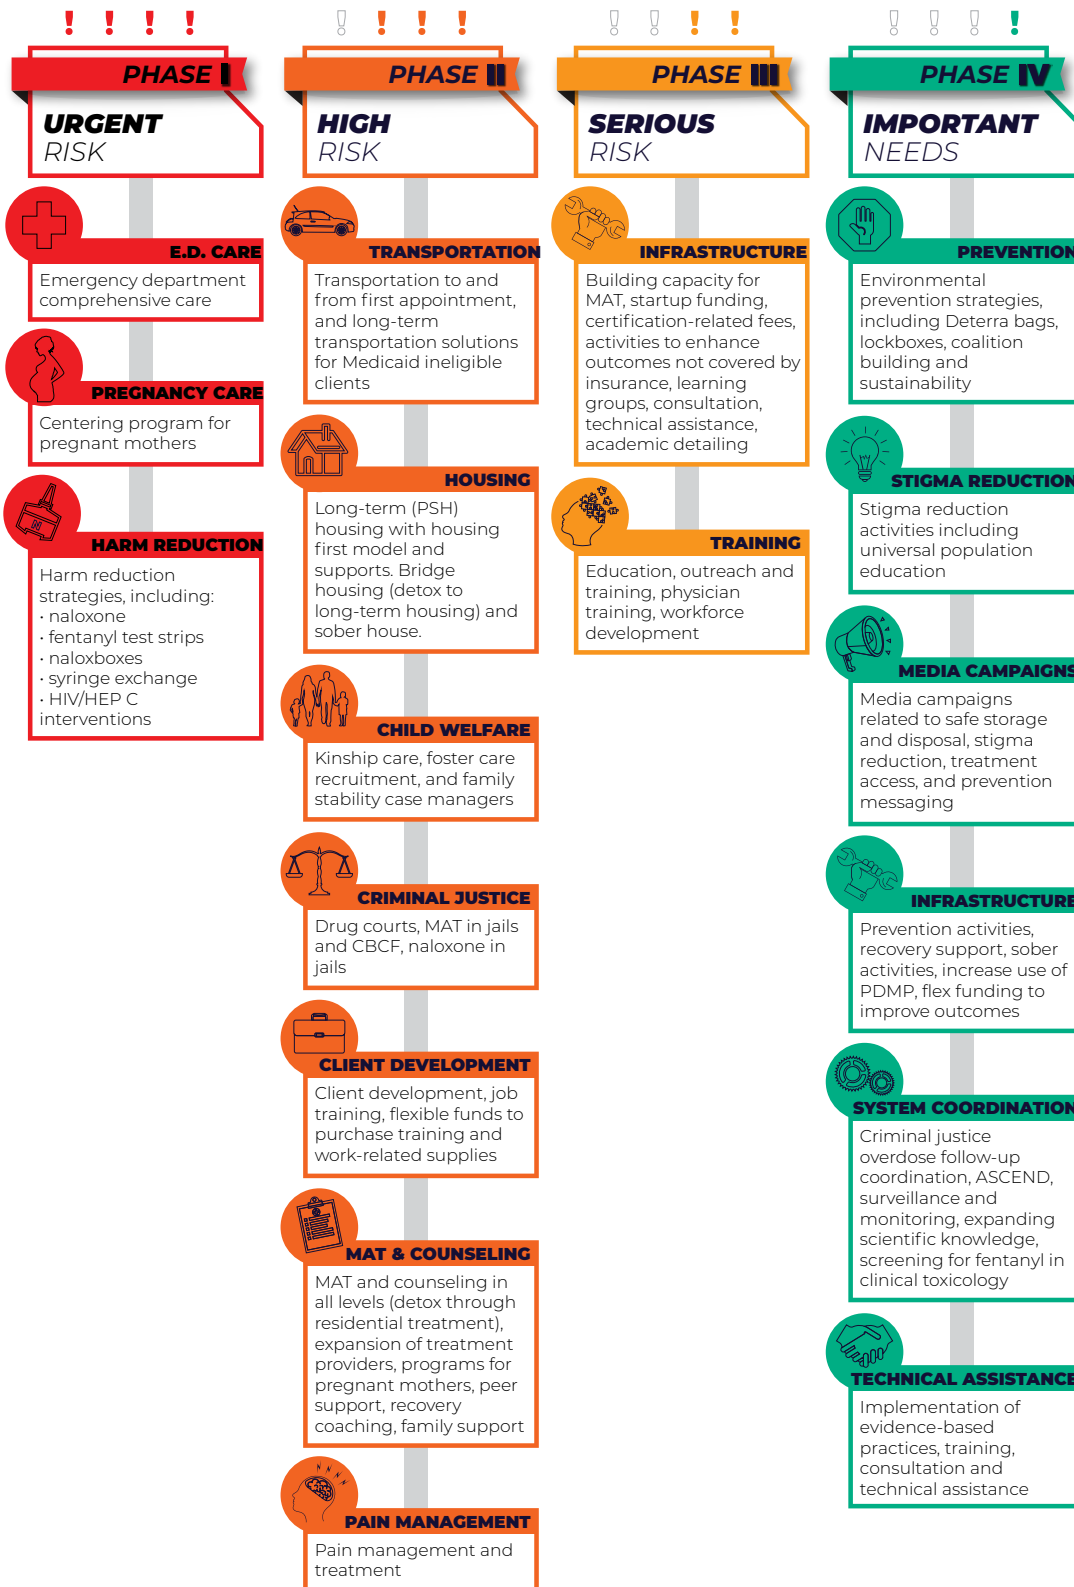 PHASE I
URGENT
RISK
E.D. CARE
Emergency department
comprehensive care
PREGNANCY CARE
Centering program for
pregnant mothers
N
HARM REDUCTION
Harm reduction
strategies, including:
• naloxone
• fentanyl test strips
• naloxboxes
• syringe exchange
• HIV/HEP C
interventions
PHASE II
HIGH
RISK
TRANSPORTATION
Transportation to and
from first appointment,
and long-term
transportation solutions
for Medicaid ineligible
clients
HOUSING
Long-term (PSH)
housing with housing
first model and
supports. Bridge
housing (detox to
long-term housing) and
sober house.
CHILD WELFARE
Kinship care, foster care
recruitment, and family
stability case managers
CRIMINAL JUSTICE
Drug courts, MAT in jails
and CBCF, naloxone in
jails
CLIENT DEVELOPMENT
Client development, job
training, flexible funds to
purchase training and
work-related supplies
MAT & COUNSELING
MAT and counseling in
all levels (detox through
residential treatment),
expansion of treatment
providers, programs for
pregnant mothers, peer
support, recovery
coaching, family support
PAIN MANAGEMENT
Pain management and
treatment
PHASE III
SERIOUS
RISK
INFRASTRUCTURE
Building capacity for
MAT, startup funding,
certification-related fees,
activities to enhance
outcomes not covered by
insurance, learning
groups, consultation,
technical assistance,
academic detailing
TRAINING
Education, outreach and
training, physician
training, workforce
development
PHASE IV
IMPORTANT
NEEDS
PREVENTION
Environmental
prevention strategies,
including Deterra bags,
lockboxes, coalition
building and
sustainability
STIGMA REDUCTION
Stigma reduction
activities including
universal population
education
MEDIA CAMPAIGNS
Media campaigns
related to safe storage
and disposal, stigma
reduction, treatment
access, and prevention
messaging
INFRASTRUCTURE
Prevention activities,
recovery support, sober
activities, increase use of
PDMP, flex funding to
improve outcomes
SYSTEM COORDINATION
Criminal justice
overdose follow-up
coordination, ASCEND,
surveillance and
monitoring, expanding
scientific knowledge,
screening for fentanyl in
clinical toxicology
TECHNICAL ASSISTANCE
Implementation of
evidence-based
practices, training,
consultation and
technical assistance